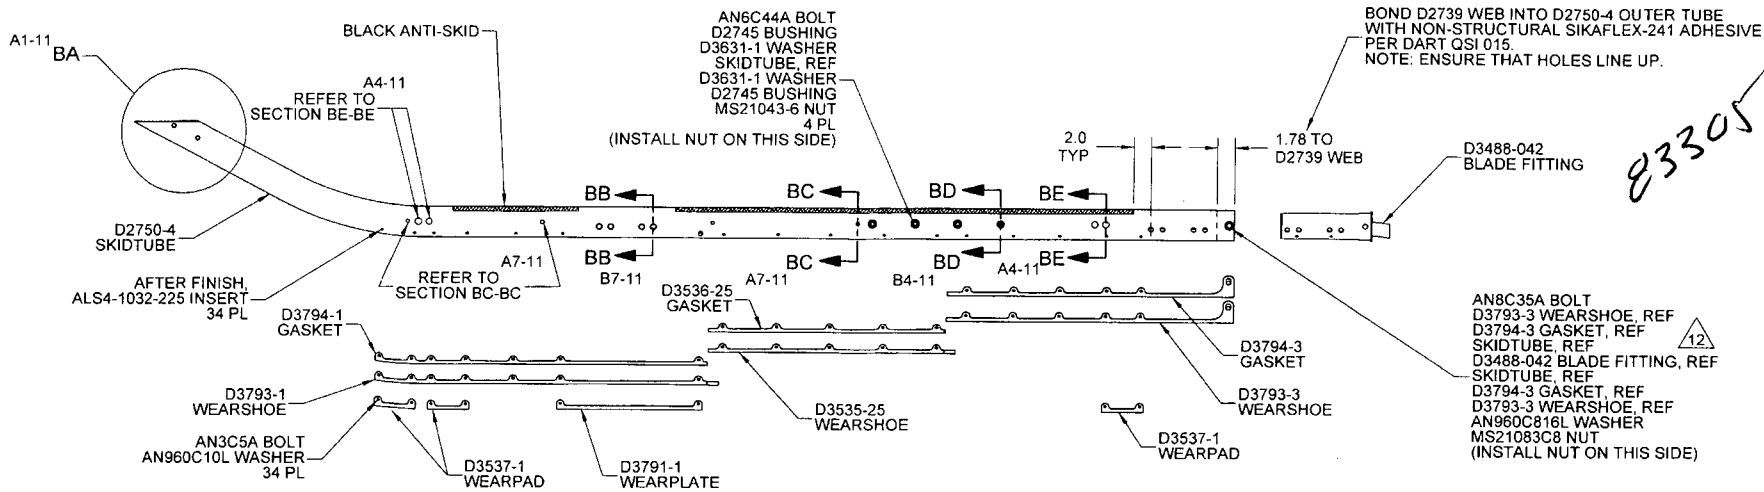 A1-11
BA
BLACK ANTI-SKID
A4-11
REFER TO
SECTION BE-BE
AN6C44A BOLT
D2745 BUSHING
D3631-1 WASHER
SKIDTUBE, REF
D3631-1 WASHER
D2745 BUSHING
MS21043-6 NUT
4 PL
(INSTALL NUT ON THIS SIDE)
BOND D2739 WEB INTO D2750-4 OUTER TUBE
WITH NON-STRUCTURAL SIKAFLEX-241 ADHESIVE
PER DART QSI 015.
NOTE: ENSURE THAT HOLES LINE UP.
83305
2.0
TYP
1.78 TO
D2739 WEB
D3488-042
BLADE FITTING
BB
BC
BD
BE
D2750-4
SKIDTUBE
AFTER FINISH,
ALS4-1032-225 INSERT
34 PL
REFER TO
SECTION BC-BC
A7-11
BB
B7-11
BC
A7-11
BD
B4-11
BE
A4-11
D3794-1
GASKET
D3536-25
GASKET
D3794-3
GASKET
D3793-1
WEARSHOE
D3535-25
WEARSHOE
D3793-3
WEARSHOE
AN3C5A BOLT
AN960C10L WASHER
34 PL
D3537-1
WEARPAD
D3791-1
WEARPLATE
D3537-1
WEARPAD
AN8C35A BOLT
D3793-3 WEARSHOE, REF
D3794-3 GASKET, REF
SKIDTUBE, REF
12
D3488-042 BLADE FITTING, REF
SKIDTUBE, REF
D3794-3 GASKET, REF
D3793-3 WEARSHOE, REF
AN960C816L WASHER
MS21083C8 NUT
(INSTALL NUT ON THIS SIDE)